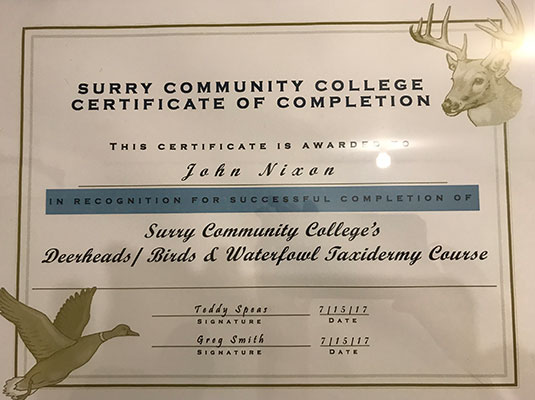 SURRY COMMUNITY COLLEGE
CERTIFICATE OF COMPLETION
THIS CERTIFICATE IS AWARDED TO
John Nixon
IN RECOGNITION FOR SUCCESSFUL COMPLETION OF
Surry Community College's
Deerheads/ Birds & Waterfowl Taxidermy Course
Teddy Speas 7/15/17
SIGNATURE DATE
Greg Smith 7/15/17
SIGNATURE DATE